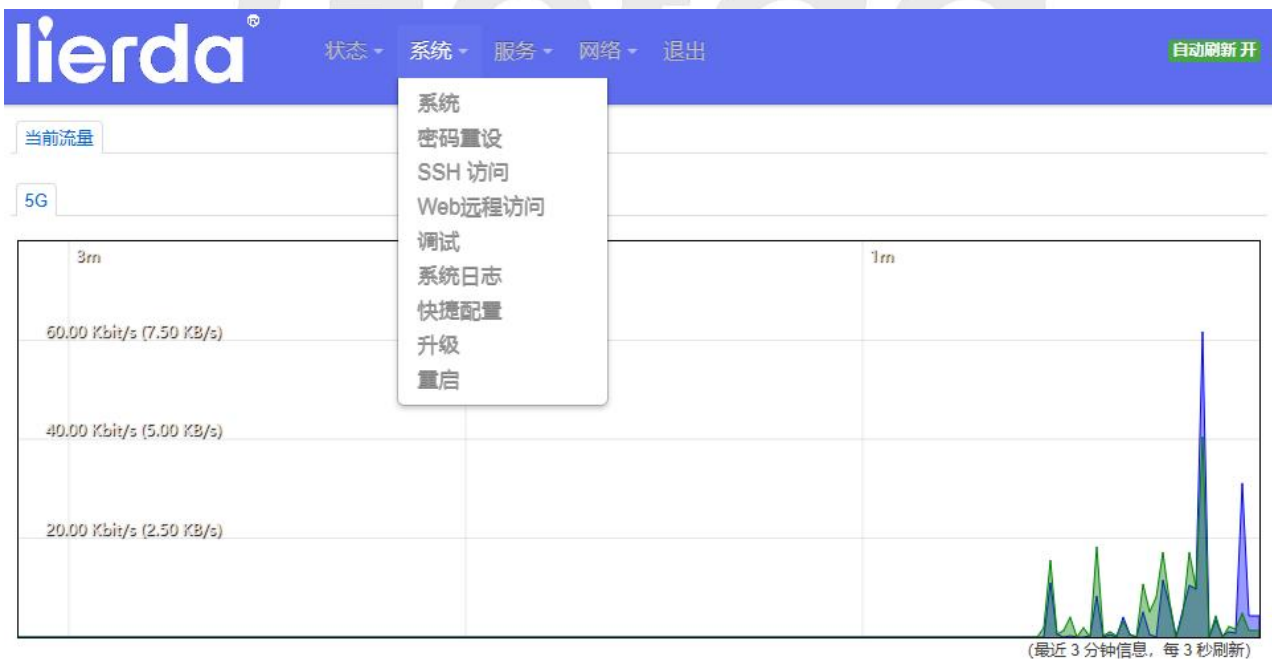 lierda®
状态 系统 服务 网络 退出 自动刷新 开
系统
密码重设
SSH 访问
Web远程访问
调试
系统日志
快捷配置
升级
重启
当前流量
5G
3m 1m
60.00 Kbit/s (7.50 KB/s)
40.00 Kbit/s (5.00 KB/s)
20.00 Kbit/s (2.50 KB/s)
(最近 3 分钟信息，每 3 秒刷新)